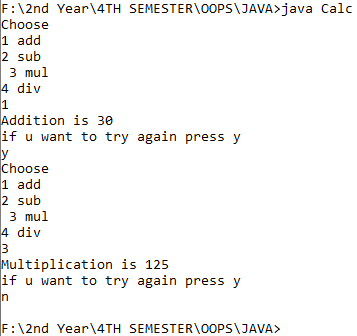 F:\2nd Year\4TH SEMESTER\OOPS\JAVA>java Calc
Choose
1 add
2 sub
 3 mul
4 div
1
Addition is 30
if u want to try again press y
y
Choose
1 add
2 sub
 3 mul
4 div
3
Multiplication is 125
if u want to try again press y
n
F:\2nd Year\4TH SEMESTER\OOPS\JAVA>